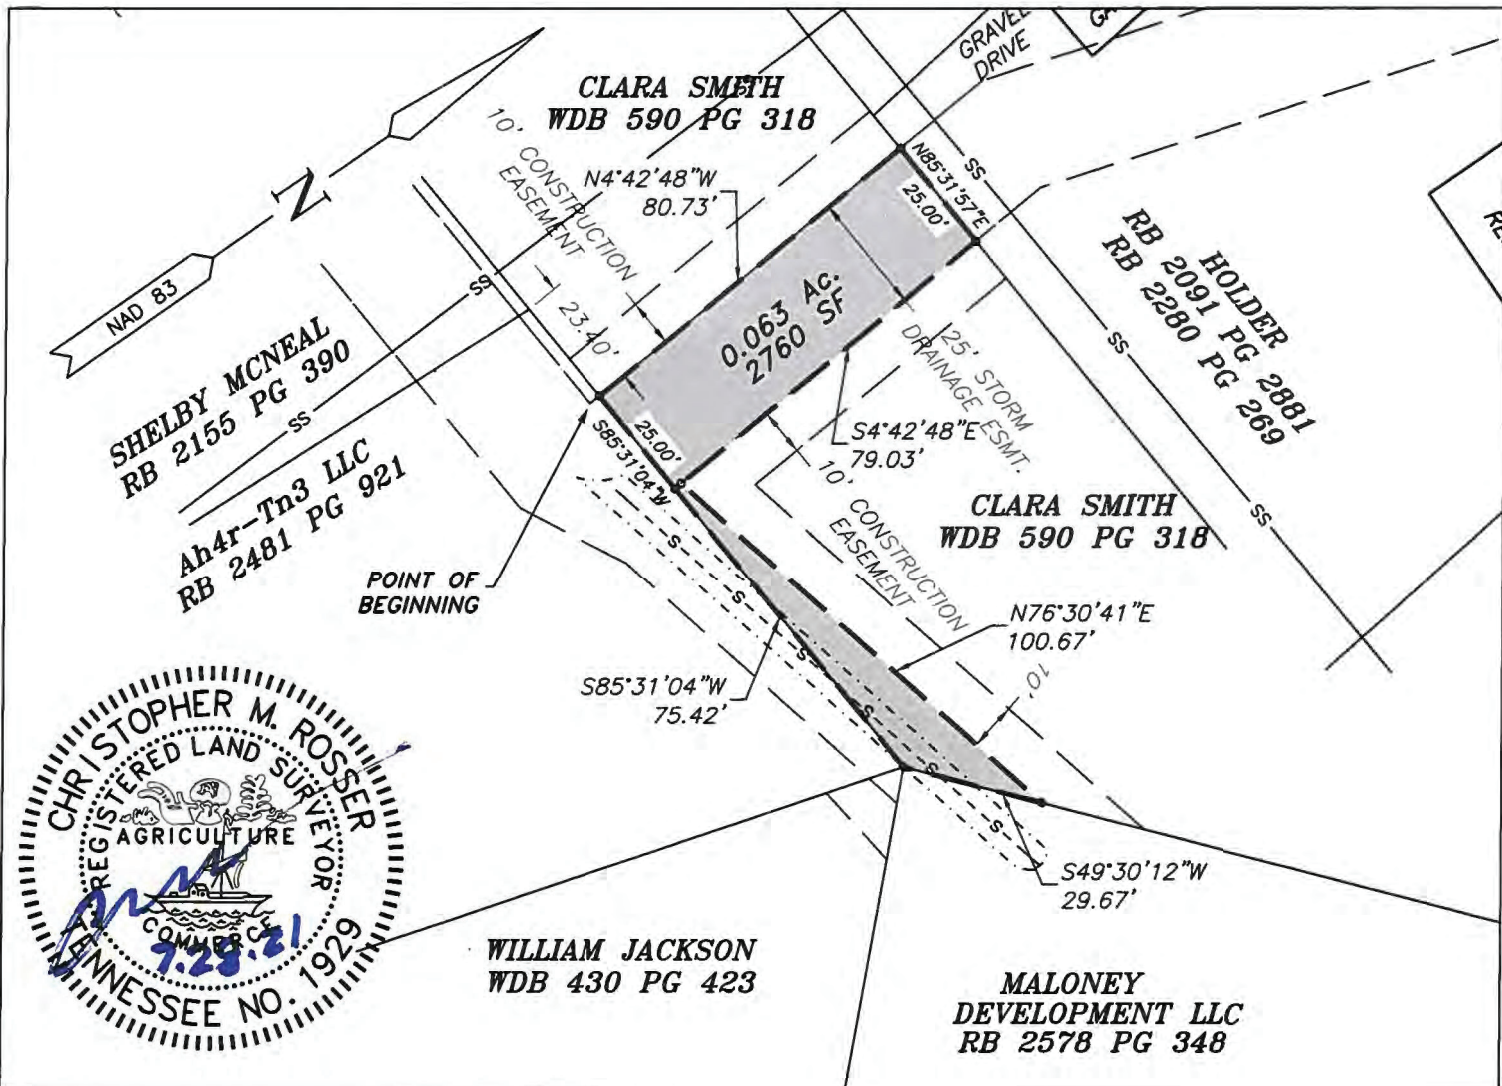 GRAVEL
DRIVE
CLARA SMITH
WDB 590 PG 318
10' CONSTRUCTION
EASEMENT
N4°42'48"W
80.73'
N85°31'57"E
25.00'
SS
N
NAD 83
SS
23.40'
0.063 Ac.
2760 SF
HOLDER
RB 2091 PG 2881
RB 2280 PG 269
SS
SS
SHELBY MCNEAL
RB 2155 PG 390
SS
25' STORM
DRAINAGE ESMT.
Ah4r-Tn3 LLC
RB 2481 PG 921
25.00'
S85°31'04"W
S4°42'48"E
79.03'
10' CONSTRUCTION
EASEMENT
CLARA SMITH
WDB 590 PG 318
POINT OF
BEGINNING
S
S
S
S
S
S
N76°30'41"E
100.67'
10'
S85°31'04"W
75.42'
S49°30'12"W
29.67'
CHRISTOPHER M. ROSSER
REGISTERED LAND SURVEYOR
AGRICULTURE
COMMERCE
7.28.21
TENNESSEE NO. 1929
WILLIAM JACKSON
WDB 430 PG 423
MALONEY
DEVELOPMENT LLC
RB 2578 PG 348